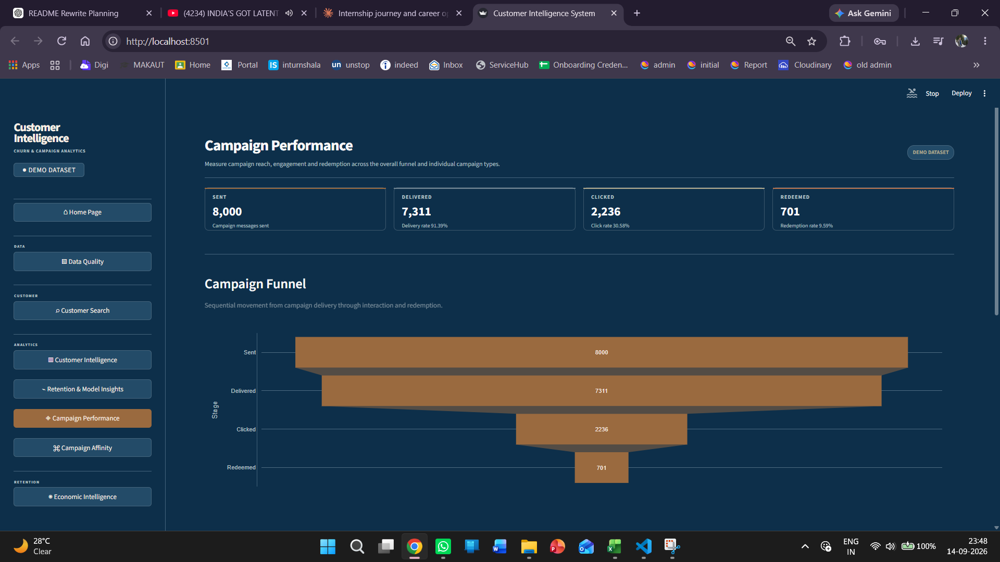 README Rewrite Planning
(4234) INDIA'S GOT LATENT
Internship journey and career op
Customer Intelligence System
Ask Gemini
http://localhost:8501
Apps
Digi
MAKAUT
Home
Portal
IS inturnshala
un unstop
indeed
Inbox
ServiceHub
Onboarding Creden...
admin
initial
Report
Cloudinary
old admin
Stop
Deploy
Customer
Intelligence
CHURN & CAMPAIGN ANALYTICS
DEMO DATASET
Home Page
DATA
Data Quality
CUSTOMER
Customer Search
ANALYTICS
Customer Intelligence
Retention & Model Insights
Campaign Performance
Campaign Affinity
RETENTION
Economic Intelligence
Campaign Performance
DEMO DATASET
Measure campaign reach, engagement and redemption across the overall funnel and individual campaign types.
SENT
8,000
Campaign messages sent
DELIVERED
7,311
Delivery rate 91.39%
CLICKED
2,236
Click rate 30.58%
REDEEMED
701
Redemption rate 9.59%
Campaign Funnel
Sequential movement from campaign delivery through interaction and redemption.
Stage
Sent
8000
Delivered
7311
Clicked
2236
Redeemed
701
28°C
Clear
ENG
IN
100%
23:48
14-09-2026